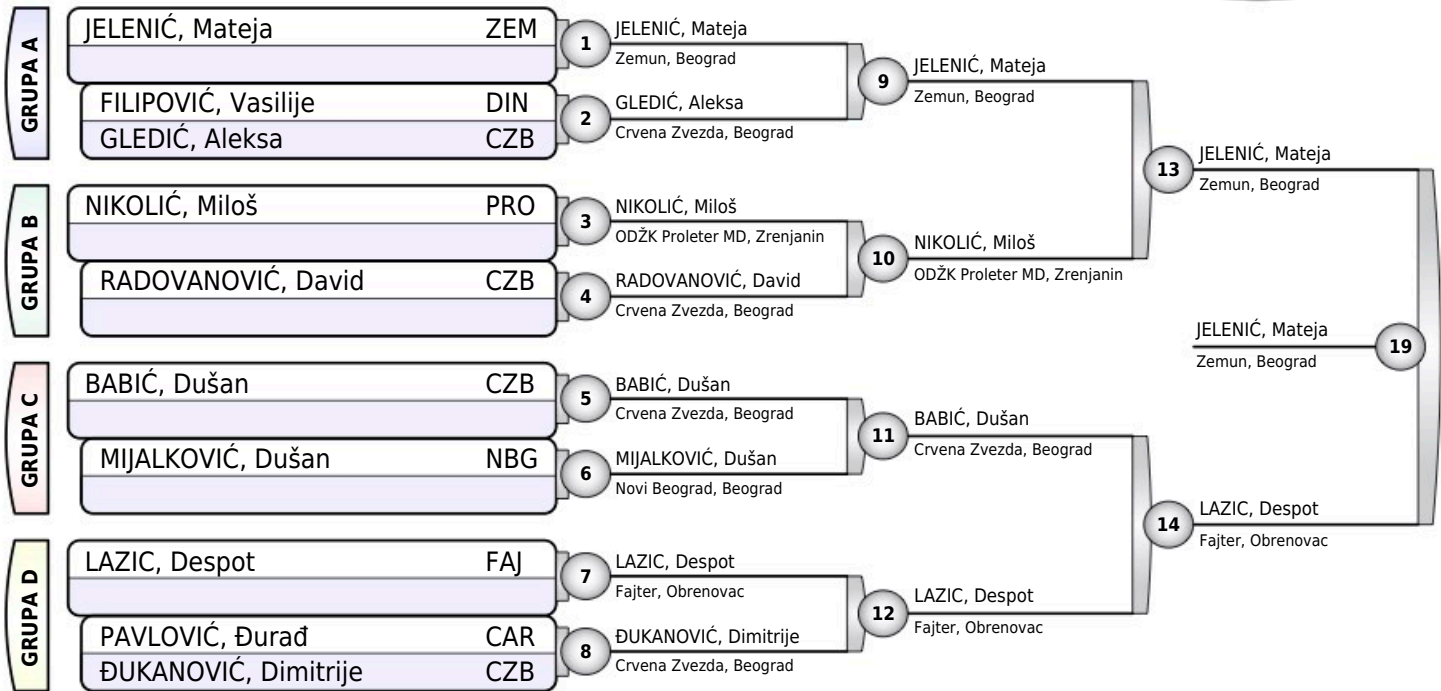 GRUPA A
JELENIĆ, Mateja ZEM
FILIPOVIĆ, Vasilije DIN
GLEDIĆ, Aleksa CZB
GRUPA B
NIKOLIĆ, Miloš PRO
RADOVANOVIĆ, David CZB
GRUPA C
BABIĆ, Dušan CZB
MIJALKOVIĆ, Dušan NBG
GRUPA D
LAZIC, Despot FAJ
PAVLOVIĆ, Đurađ CAR
ĐUKANOVIĆ, Dimitrije CZB
1
JELENIĆ, Mateja
Zemun, Beograd
2
GLEDIĆ, Aleksa
Crvena Zvezda, Beograd
3
NIKOLIĆ, Miloš
ODŽK Proleter MD, Zrenjanin
4
RADOVANOVIĆ, David
Crvena Zvezda, Beograd
5
BABIĆ, Dušan
Crvena Zvezda, Beograd
6
MIJALKOVIĆ, Dušan
Novi Beograd, Beograd
7
LAZIC, Despot
Fajter, Obrenovac
8
ĐUKANOVIĆ, Dimitrije
Crvena Zvezda, Beograd
9
JELENIĆ, Mateja
Zemun, Beograd
10
NIKOLIĆ, Miloš
ODŽK Proleter MD, Zrenjanin
11
BABIĆ, Dušan
Crvena Zvezda, Beograd
12
LAZIC, Despot
Fajter, Obrenovac
13
JELENIĆ, Mateja
Zemun, Beograd
14
LAZIC, Despot
Fajter, Obrenovac
JELENIĆ, Mateja
Zemun, Beograd
19